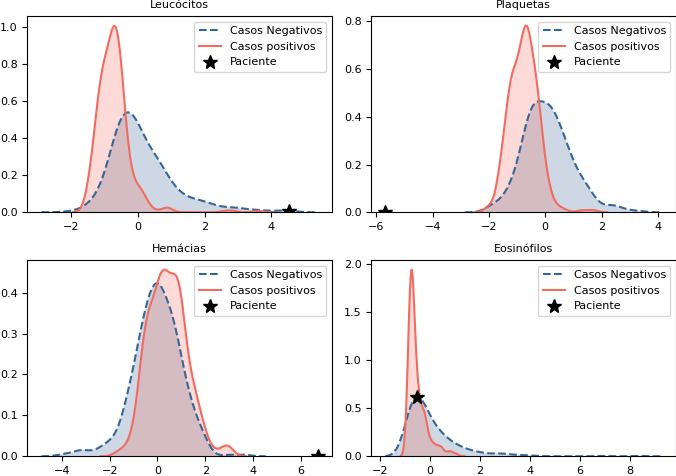 Leucócitos
1.0
0.8
0.6
0.4
0.2
0.0
−2 0 2 4
Casos Negativos
Casos positivos
Paciente
Plaquetas
0.8
0.6
0.4
0.2
0.0
−6 −4 −2 0 2 4
Casos Negativos
Casos positivos
Paciente
Hemácias
0.4
0.3
0.2
0.1
0.0
−4 −2 0 2 4 6
Casos Negativos
Casos positivos
Paciente
Eosinófilos
2.0
1.5
1.0
0.5
0.0
−2 0 2 4 6 8
Casos Negativos
Casos positivos
Paciente